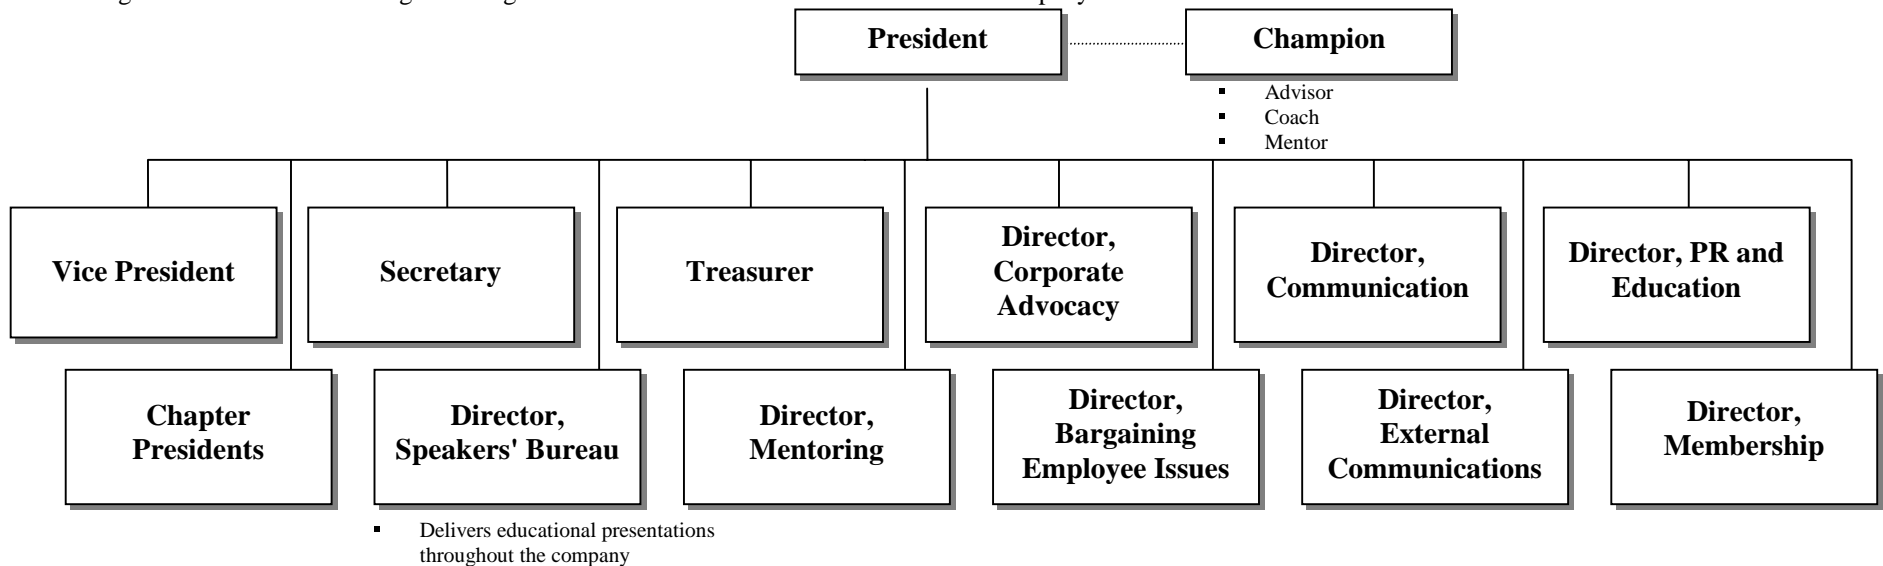 President
Champion
▪ Advisor
▪ Coach
▪ Mentor
Vice President
Secretary
Treasurer
Director,
Corporate
Advocacy
Director,
Communication
Director, PR and
Education
Chapter
Presidents
Director,
Speakers' Bureau
Director,
Mentoring
Director,
Bargaining
Employee Issues
Director,
External
Communications
Director,
Membership
▪ Delivers educational presentations
throughout the company